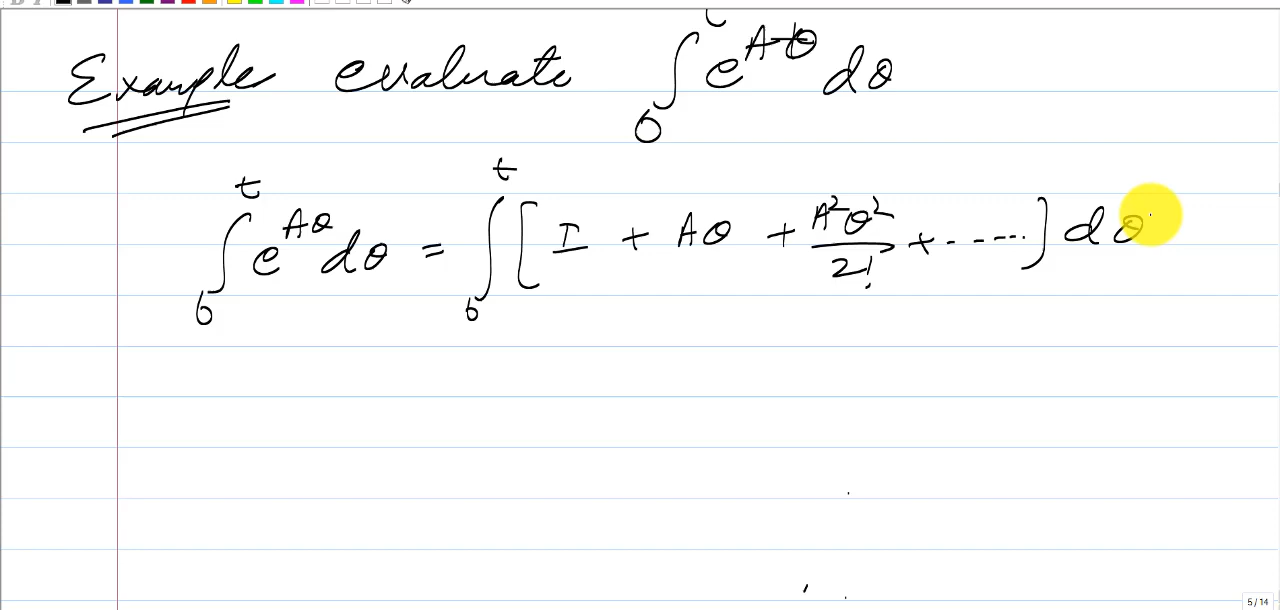 Example evaluate ∫₀ᵗ e^{Aθ} dθ
∫₀ᵗ e^{Aθ} dθ = ∫₀ᵗ [ I + Aθ + A²θ²/2! + ------ ] dθ
5 / 14